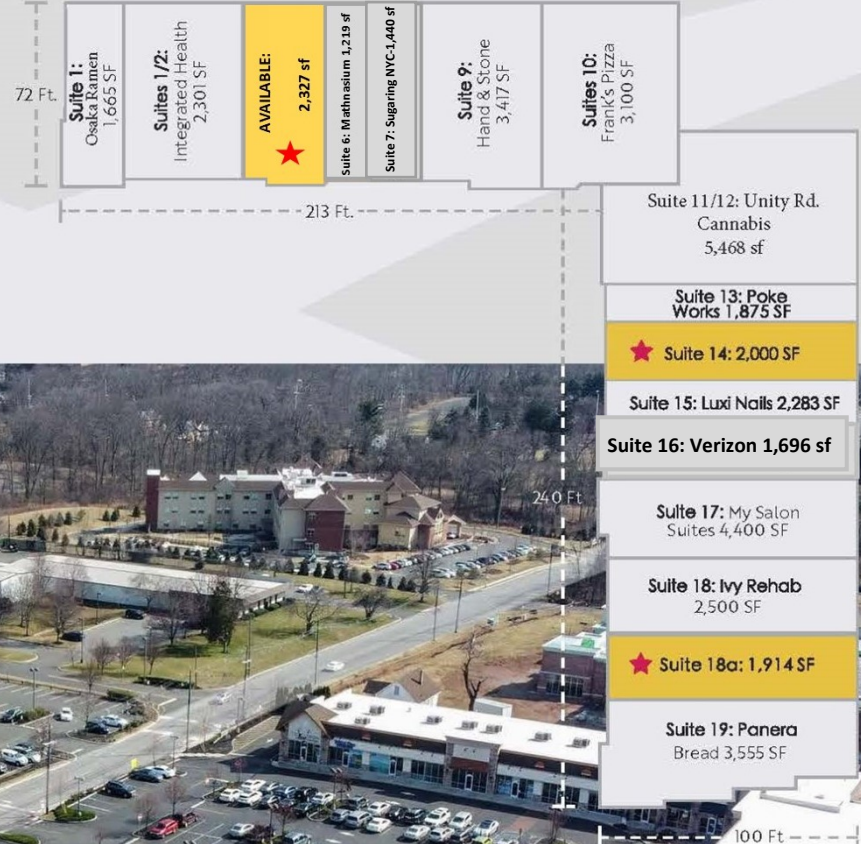 72 Ft.
Suite 1:
Osaka Ramen
1,665 SF
Suites 1/2:
Integrated Health
2,301 SF
AVAILABLE:
2,327 sf
Suite 6: Mathnasium 1,219 sf
Suite 7: Sugaring NYC-1,440 sf
Suite 9:
Hand & Stone
3,417 SF
Suites 10:
Frank's Pizza
3,100 SF
213 Ft.
Suite 11/12: Unity Rd.
Cannabis
5,468 sf
Suite 13: Poke
Works 1,875 SF
Suite 14: 2,000 SF
Suite 15: Luxi Nails 2,283 SF
Suite 16: Verizon 1,696 sf
240 Ft
Suite 17: My Salon
Suites 4,400 SF
Suite 18: Ivy Rehab
2,500 SF
Suite 18a: 1,914 SF
Suite 19: Panera
Bread 3,555 SF
100 Ft